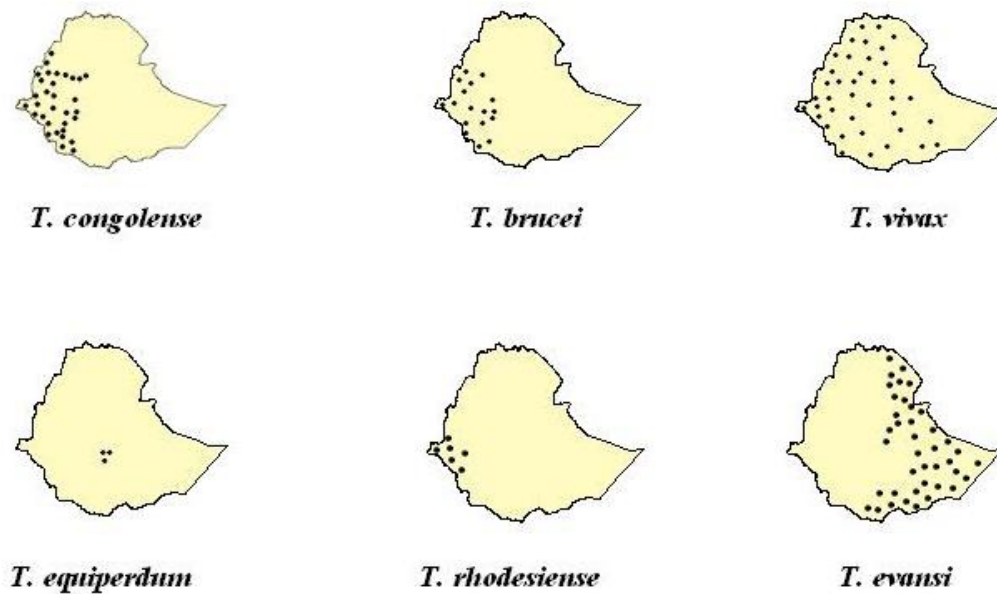 T. congolense
T. brucei
T. vivax
T. equiperdum
T. rhodesiense
T. evansi